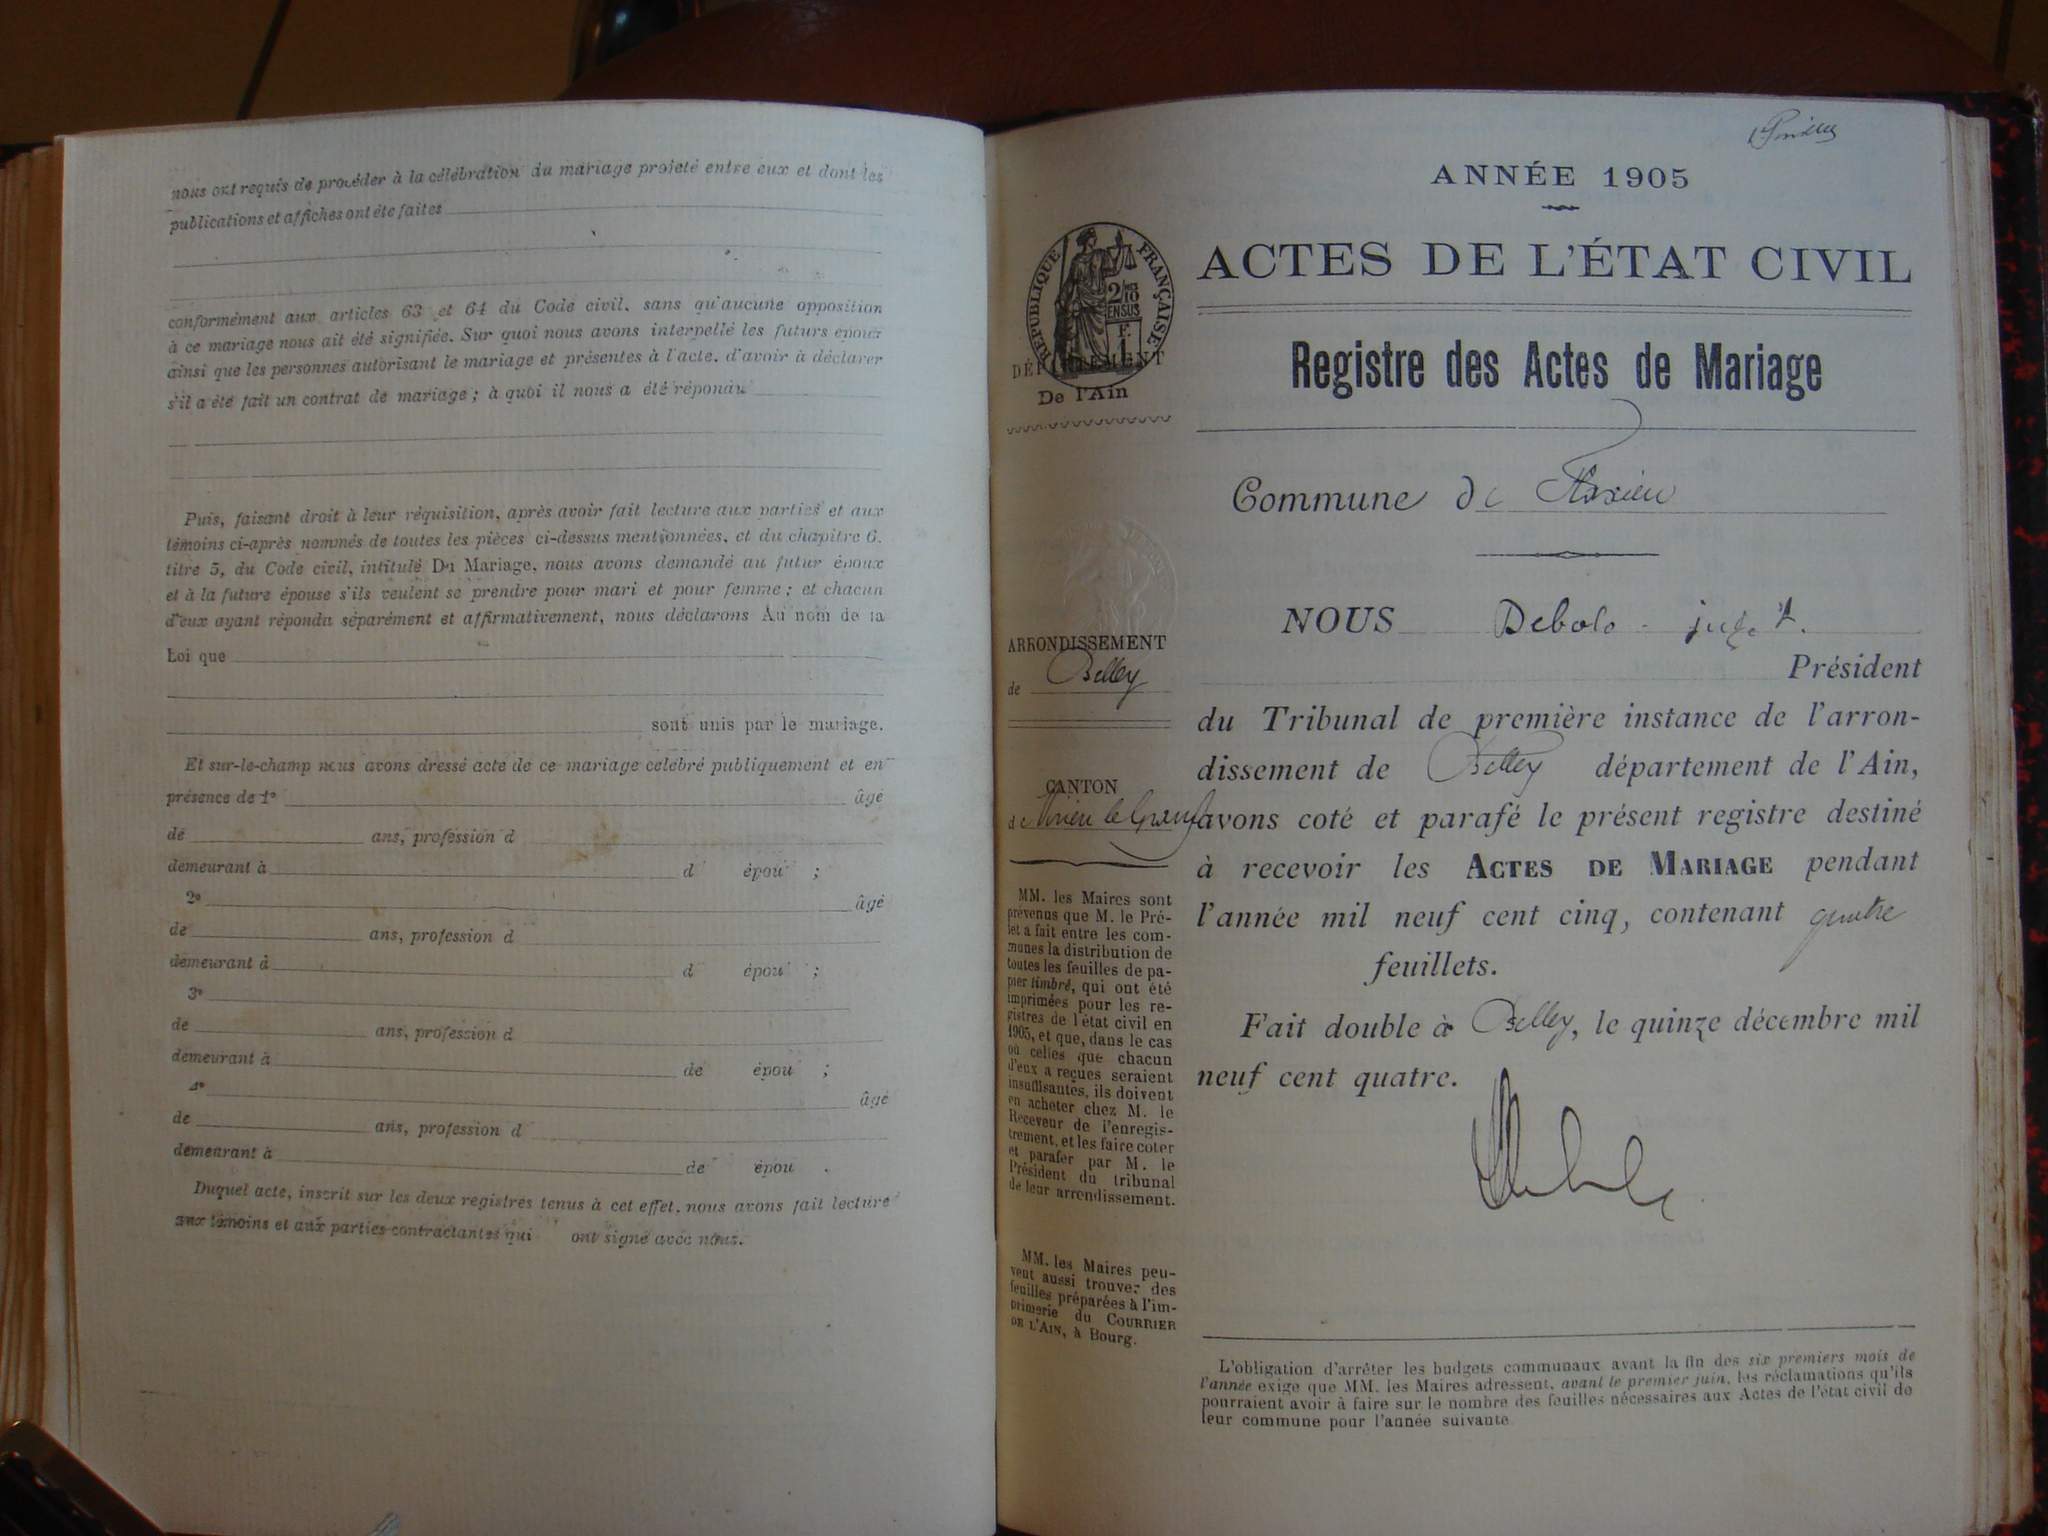 nous ont requis de procéder à la célébration du mariage projeté entre eux et dont les
publications et affiches ont éte faites
conformément aux articles 63 et 64 du Code civil, sans qu'aucune opposition
à ce mariage nous ait été signifiée. Sur quoi nous avons interpellé les futurs époux
ainsi que les personnes autorisant le mariage et présentes à l'acte, d'avoir à déclarer
s'il a été fait un contrat de mariage ; à quoi il nous a été répondu
Puis, faisant droit à leur réquisition, après avoir fait lecture aux parties et aux
témoins ci-après nommés de toutes les pièces ci-dessus mentionnées, et du chapitre 6,
titre 5, du Code civil, intitulé Du Mariage, nous avons demandé au futur époux
et à la future épouse s'ils veulent se prendre pour mari et pour femme ; et chacun
d'eux ayant répondu séparément et affirmativement, nous déclarons Au nom de la
Loi que
sont unis par le mariage.
Et sur-le-champ nous avons dressé acte de ce mariage célébré publiquement et en
présence de 1° âgé
de ans, profession d
demeurant à d épou ;
2° âgé
de ans, profession d
demeurant à d épou ;
3°
de ans, profession d
demeurant à de épou ;
4° âgé
de ans, profession d
demeurant à de épou .
Duquel acte, inscrit sur les deux registres tenus à cet effet, nous avons fait lecture
aux témoins et aux parties contractantes qui ont signé avec nous.
ANNÉE 1905
ACTES DE L'ÉTAT CIVIL
Registre des Actes de Mariage
RÉPUBLIQUE FRANÇAISE
2/10
EN SUS
F.
1
DÉPARTEMENT
De l'Ain
Commune de
ARRONDISSEMENT
de Belley
CANTON
de Virieu le Grand
MM. les Maires sont
prévenus que M. le Pré-
fet a fait entre les com-
munes la distribution de
toutes les feuilles de pa-
pier timbré, qui ont été
imprimées pour les re-
gistres de l'état civil en
1905, et que, dans le cas
où celles que chacun
d'eux a reçues seraient
insuffisantes, ils doivent
en acheter chez M. le
Receveur de l'enregis-
trement, et les faire coter
et parafer par M. le
Président du tribunal
de leur arrondissement.
MM. les Maires peu-
vent aussi trouver des
feuilles préparées à l'im-
primerie du COURRIER
DE L'AIN, à Bourg.
NOUS
Président
du Tribunal de première instance de l'arron-
dissement de Belley département de l'Ain,
avons coté et parafé le présent registre destiné
à recevoir les ACTES DE MARIAGE pendant
l'année mil neuf cent cinq, contenant quatre
feuillets.
Fait double à Belley, le quinze décembre mil
neuf cent quatre.
L'obligation d'arrêter les budgets communaux avant la fin des six premiers mois de
l'année exige que MM. les Maires adressent, avant le premier juin, les réclamations qu'ils
pourraient avoir à faire sur le nombre des feuilles nécessaires aux Actes de l'état civil de
leur commune pour l'année suivante